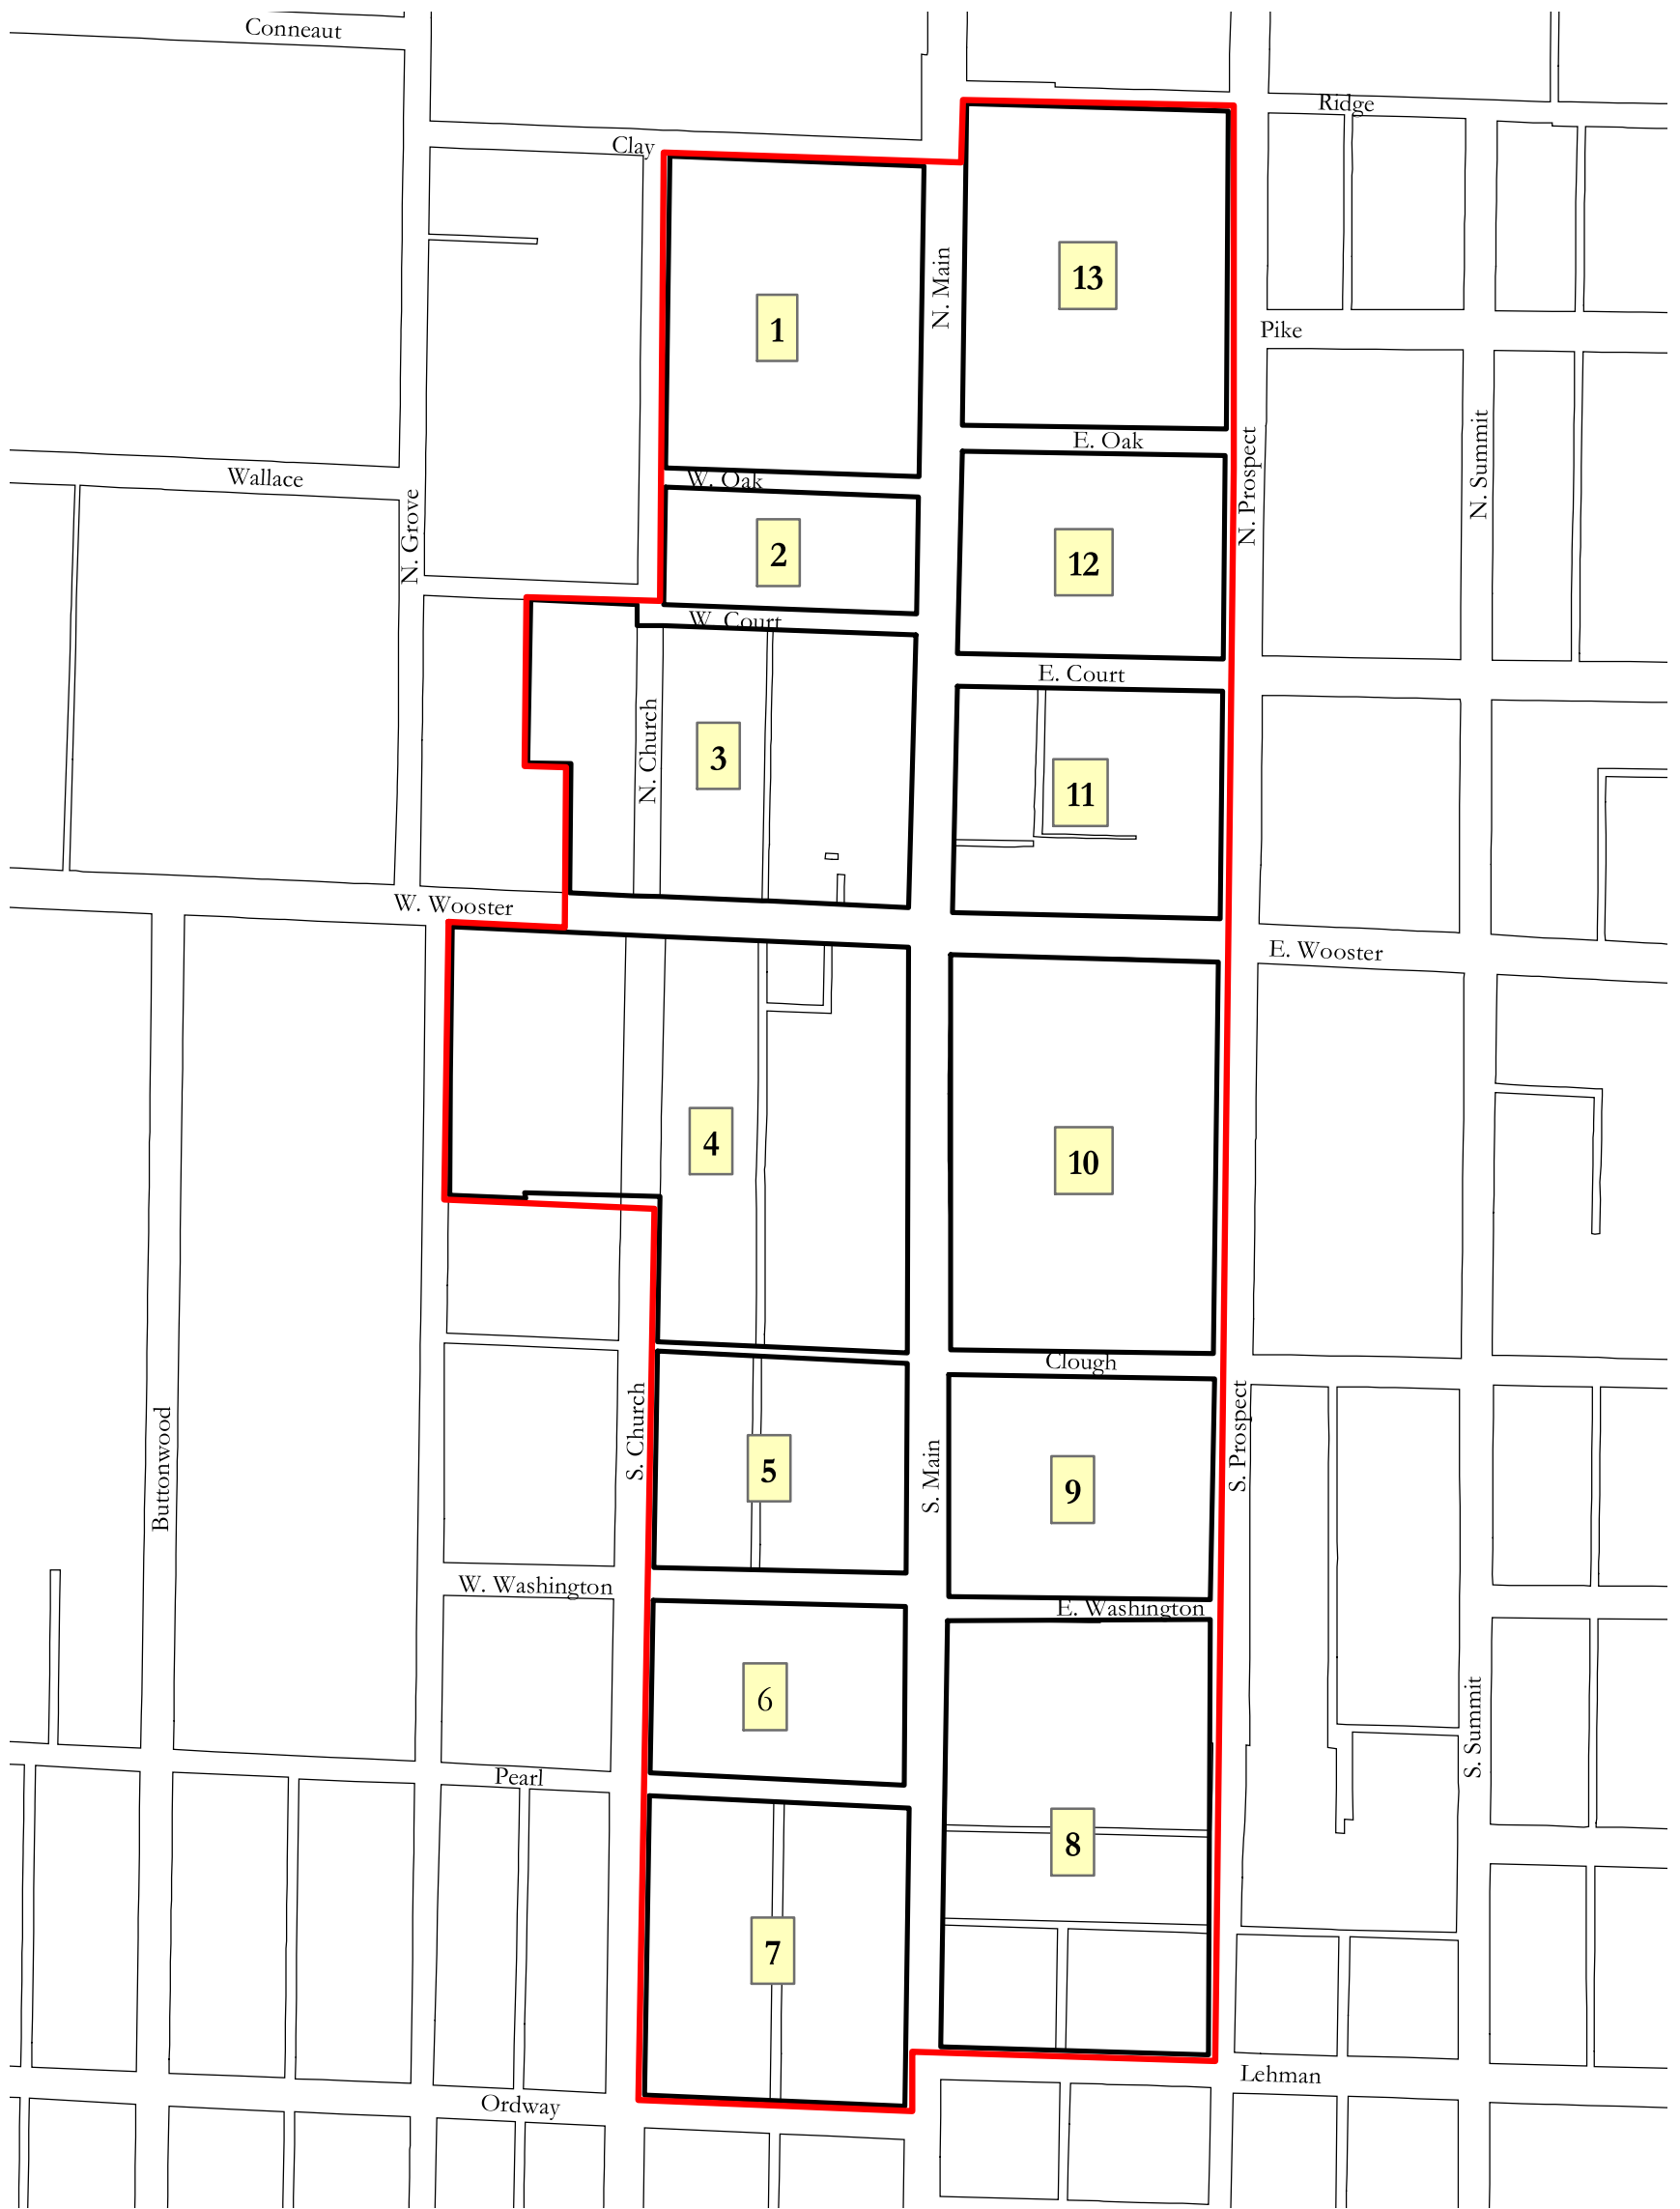 Conneaut
Ridge
Clay
N. Main
13
1
Pike
E. Oak
W. Oak
Wallace
N. Grove
N. Prospect
N. Summit
2
12
W. Court
E. Court
N. Church
3
11
W. Wooster
E. Wooster
4
10
Clough
Buttonwood
S. Church
5
S. Main
9
S. Prospect
W. Washington
E. Washington
6
S. Summit
Pearl
8
7
Lehman
Ordway